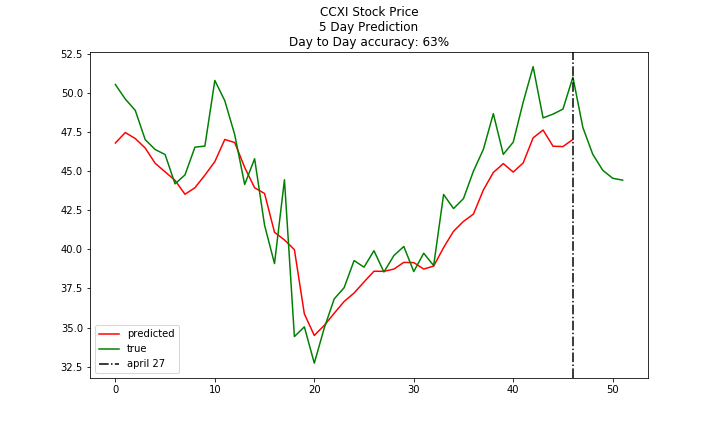 CCXI Stock Price
5 Day Prediction
Day to Day accuracy: 63%
52.5
50.0
47.5
45.0
42.5
40.0
37.5
35.0
32.5
predicted
true
april 27
0 10 20 30 40 50